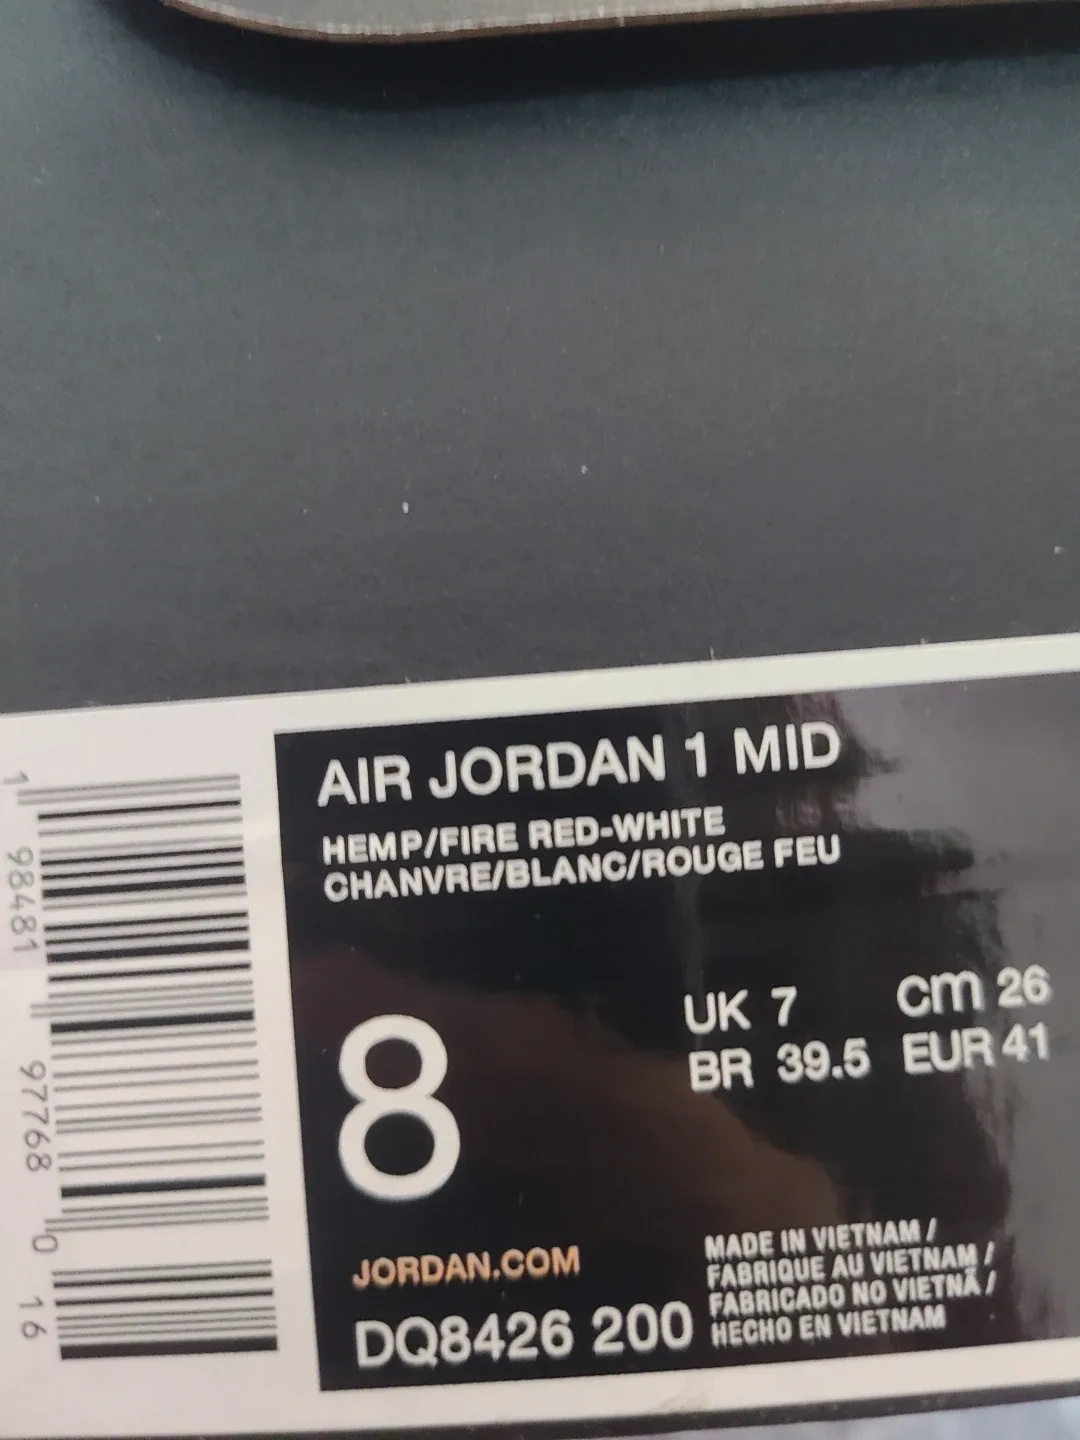 AIR JORDAN 1 MID
HEMP/FIRE RED-WHITE
CHANVRE/BLANC/ROUGE FEU
8
UK 7 cm 26
BR 39.5 EUR 41
JORDAN.COM
DQ8426 200
MADE IN VIETNAM /
FABRIQUE AU VIETNAM /
FABRICADO NO VIETNÃ /
HECHO EN VIETNAM
1 98481 97768 0 16